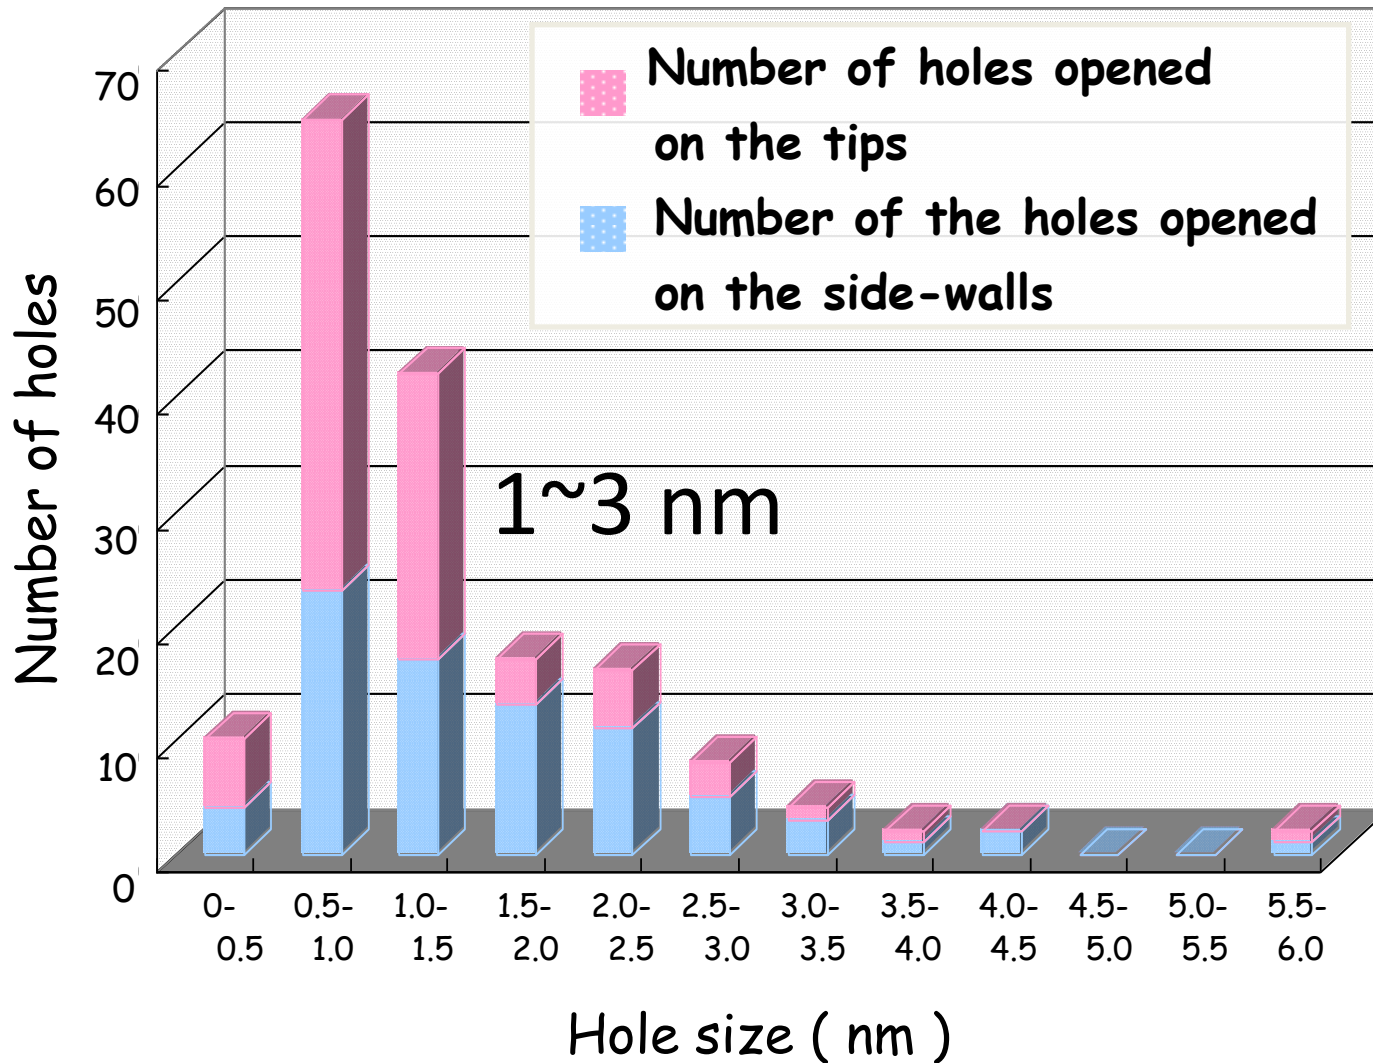 Number of holes opened
on the tips
Number of the holes opened
on the side-walls
70
60
50
40
30
20
10
0
Number of holes
1~3 nm
0- 0.5- 1.0- 1.5- 2.0- 2.5- 3.0- 3.5- 4.0- 4.5- 5.0- 5.5-
0.5 1.0 1.5 2.0 2.5 3.0 3.5 4.0 4.5 5.0 5.5 6.0
Hole size ( nm )